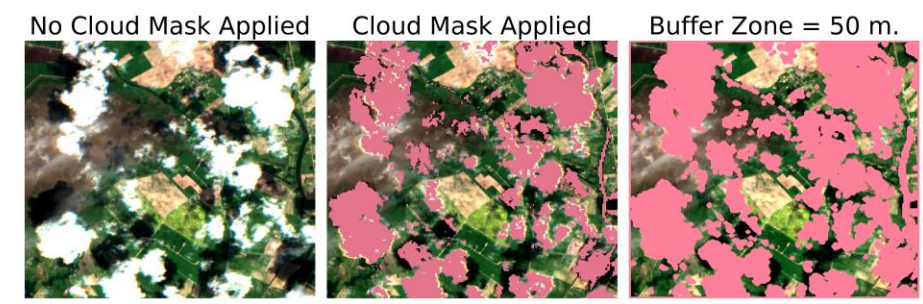 No Cloud Mask Applied
Cloud Mask Applied
Buffer Zone = 50 m.